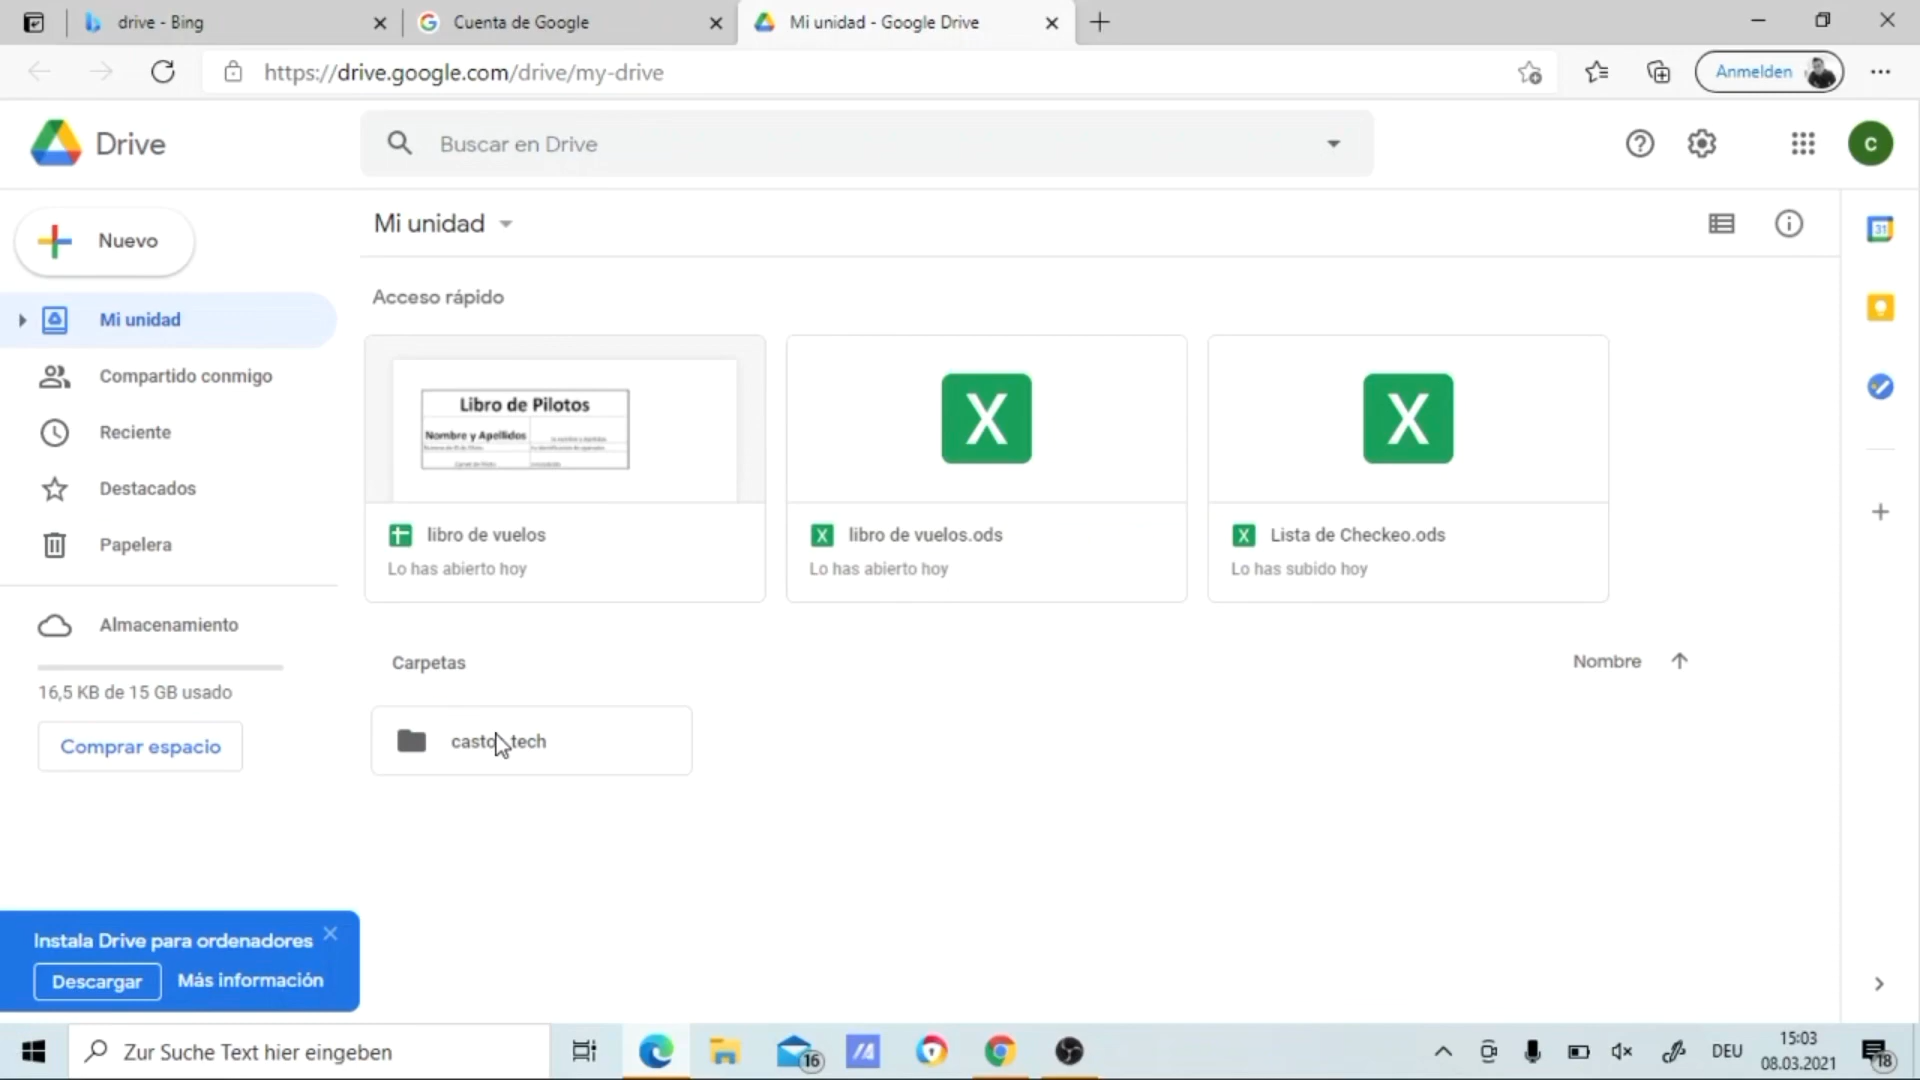 drive - Bing
Cuenta de Google
Mi unidad - Google Drive
https://drive.google.com/drive/my-drive
Anmelden
Drive
Buscar en Drive
C
Nuevo
Mi unidad
Mi unidad
Compartido conmigo
Reciente
Destacados
Papelera
Almacenamiento
16,5 KB de 15 GB usado
Comprar espacio
Acceso rápido
Libro de Pilotos
Nombre y Apellidos
libro de vuelos
Lo has abierto hoy
X
X
libro de vuelos.ods
Lo has abierto hoy
X
X
Lista de Checkeo.ods
Lo has subido hoy
Carpetas
Nombre
tech
31
Instala Drive para ordenadores
Descargar
Más información
Zur Suche Text hier eingeben
16
DEU
15:03
08.03.2021
18